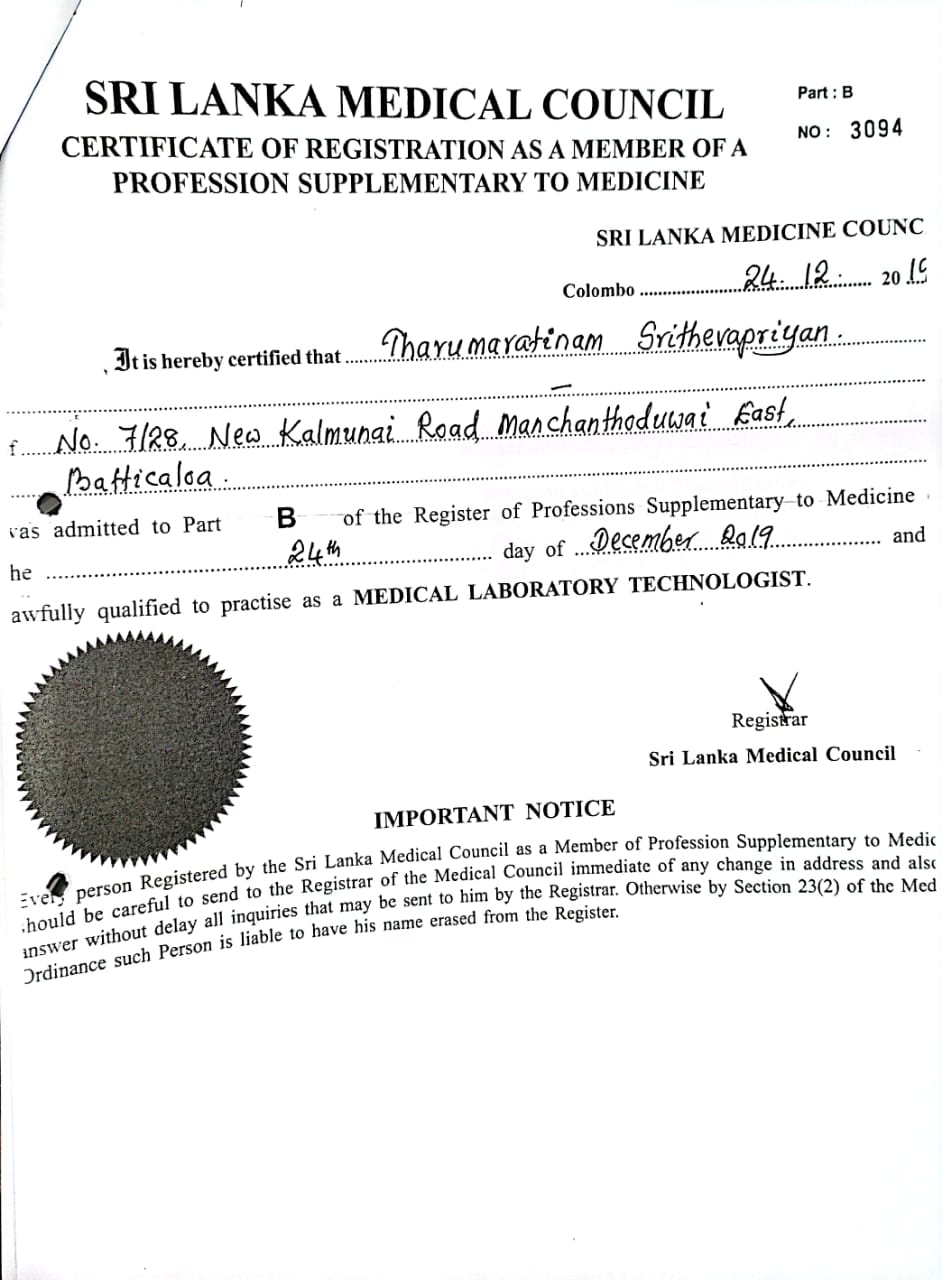 SRI LANKA MEDICAL COUNCIL
Part : B
NO : 3094
CERTIFICATE OF REGISTRATION AS A MEMBER OF A
PROFESSION SUPPLEMENTARY TO MEDICINE
SRI LANKA MEDICINE COUNC
Colombo ........................24. 12. ....... 20 19
It is hereby certified that ...... Tharumaratinam Srithevapriyan. ................
–
f ...... No. 7/28, New Kalmunai Road Manchanthoduwai East,
Batticaloa.
vas admitted to Part B of the Register of Professions Supplementary to Medicine
he ........................ 24th ........................ day of ... December 2019 ................ and
awfully qualified to practise as a MEDICAL LABORATORY TECHNOLOGIST.
Registrar
Sri Lanka Medical Council
IMPORTANT NOTICE
Every person Registered by the Sri Lanka Medical Council as a Member of Profession Supplementary to Medic
should be careful to send to the Registrar of the Medical Council immediate of any change in address and also
answer without delay all inquiries that may be sent to him by the Registrar. Otherwise by Section 23(2) of the Med
Ordinance such Person is liable to have his name erased from the Register.